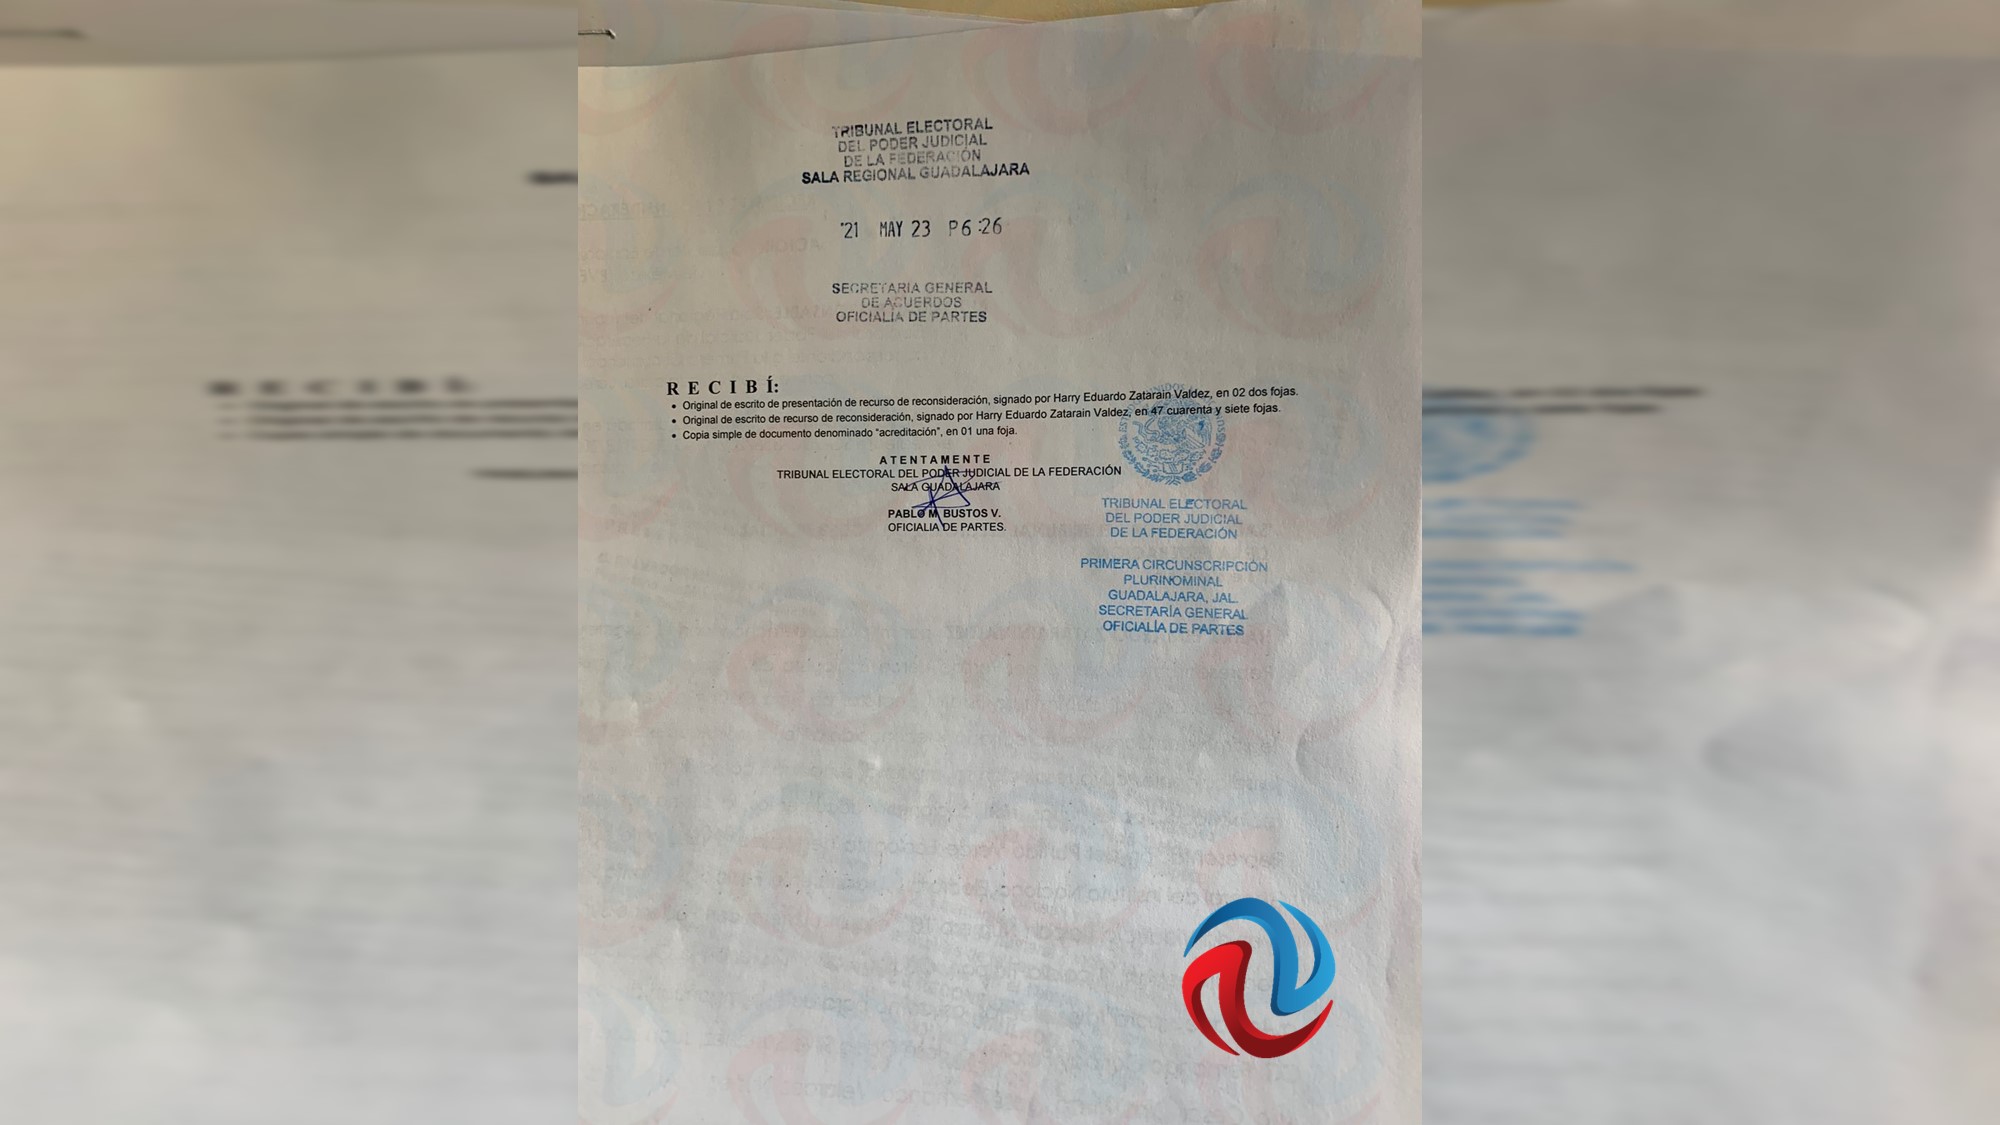 TRIBUNAL ELECTORAL
DEL PODER JUDICIAL
DE LA FEDERACIÓN
SALA REGIONAL GUADALAJARA
'21 MAY 23 P6:26
SECRETARIA GENERAL
DE ACUERDOS
OFICIALÍA DE PARTES
R E C I B Í:
• Original de escrito de presentación de recurso de reconsideración, signado por Harry Eduardo Zatarain Valdez, en 02 dos fojas.
• Original de escrito de recurso de reconsideración, signado por Harry Eduardo Zatarain Valdez, en 47 cuarenta y siete fojas.
• Copia simple de documento denominado "acreditación", en 01 una foja.
A T E N T A M E N T E
TRIBUNAL ELECTORAL DEL PODER JUDICIAL DE LA FEDERACIÓN
SALA GUADALAJARA
PABLO M. BUSTOS V.
OFICIALIA DE PARTES.
TRIBUNAL ELECTORAL
DEL PODER JUDICIAL
DE LA FEDERACIÓN
PRIMERA CIRCUNSCRIPCIÓN
PLURINOMINAL
GUADALAJARA, JAL.
SECRETARÍA GENERAL
OFICIALÍA DE PARTES